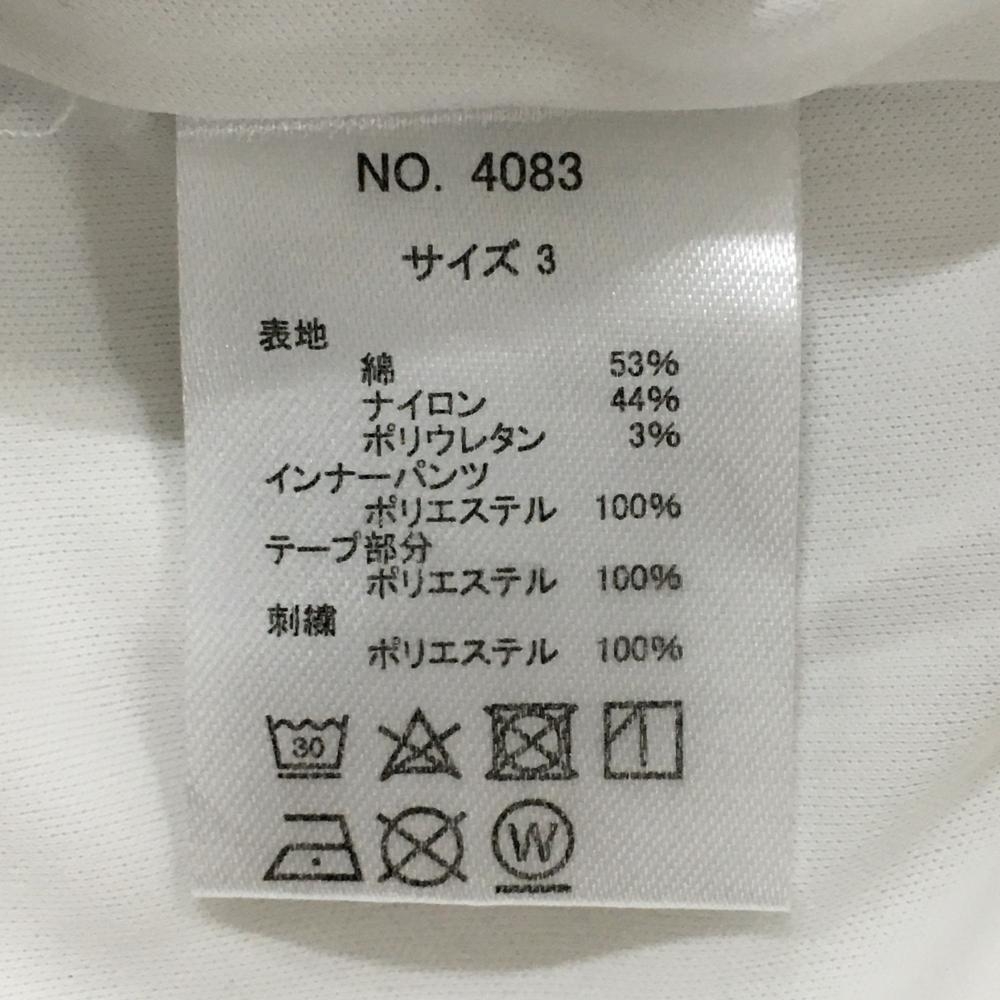 NO. 4083
サイズ 3
表地
綿 53%
ナイロン 44%
ポリウレタン 3%
インナーパンツ
ポリエステル 100%
テープ部分
ポリエステル 100%
刺繍
ポリエステル 100%
30
W